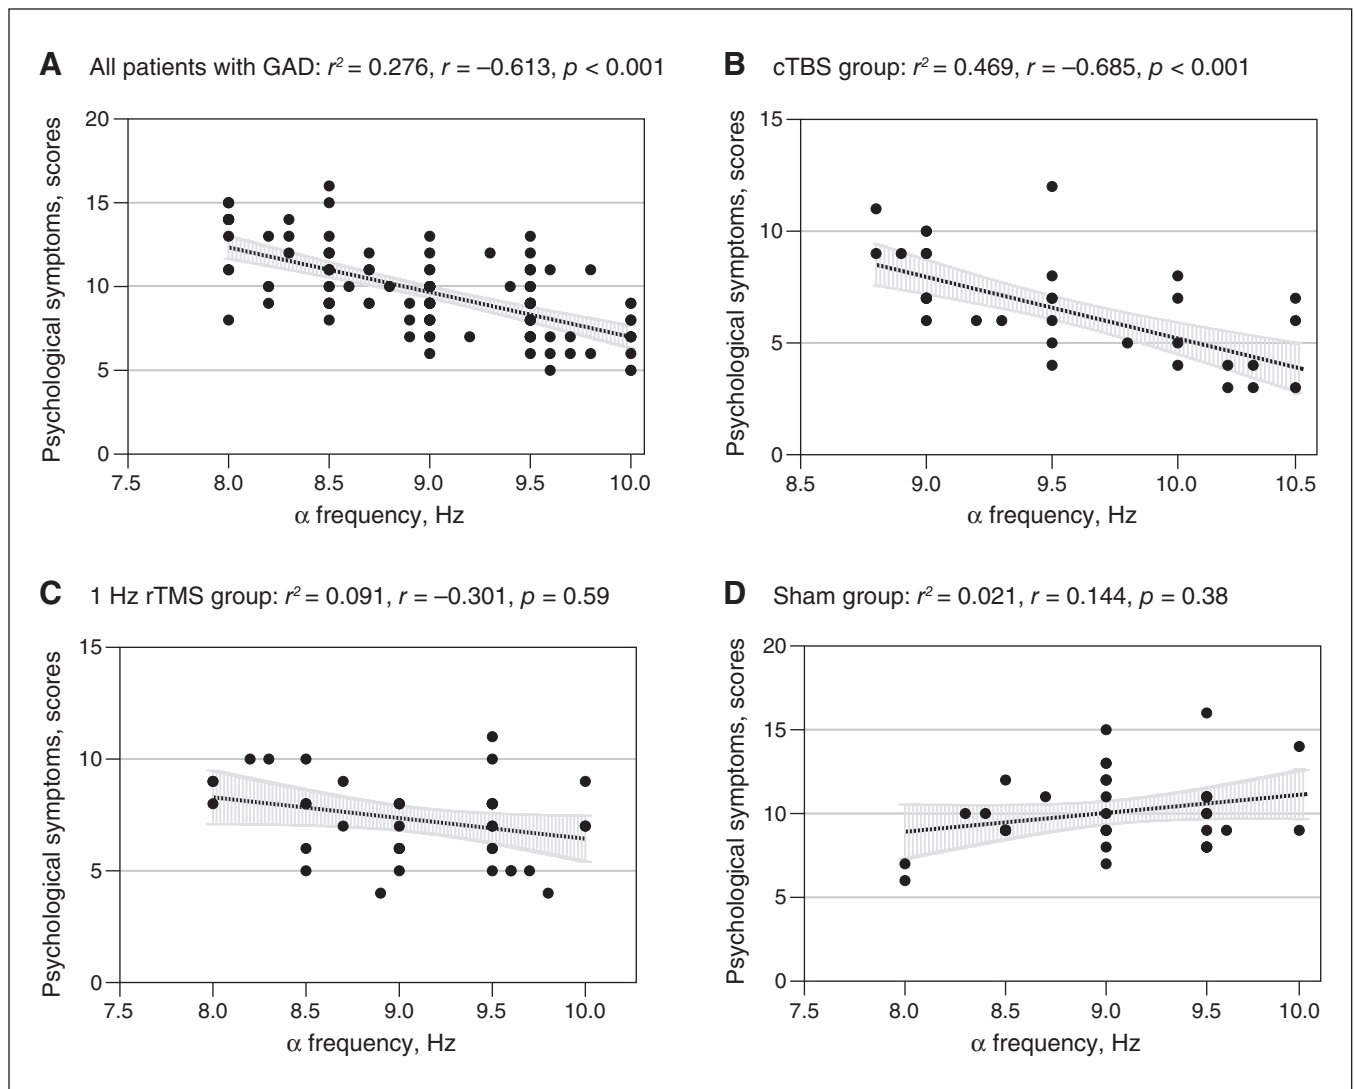 A All patients with GAD: r² = 0.276, r = –0.613, p < 0.001
Psychological symptoms, scores
20
15
10
5
0
7.5 8.0 8.5 9.0 9.5 10.0
α frequency, Hz
B cTBS group: r² = 0.469, r = –0.685, p < 0.001
Psychological symptoms, scores
15
10
5
0
8.5 9.0 9.5 10.0 10.5
α frequency, Hz
C 1 Hz rTMS group: r² = 0.091, r = –0.301, p = 0.59
Psychological symptoms, scores
15
10
5
0
7.5 8.0 8.5 9.0 9.5 10.0
α frequency, Hz
D Sham group: r² = 0.021, r = 0.144, p = 0.38
Psychological symptoms, scores
20
15
10
5
0
7.5 8.0 8.5 9.0 9.5 10.0
α frequency, Hz